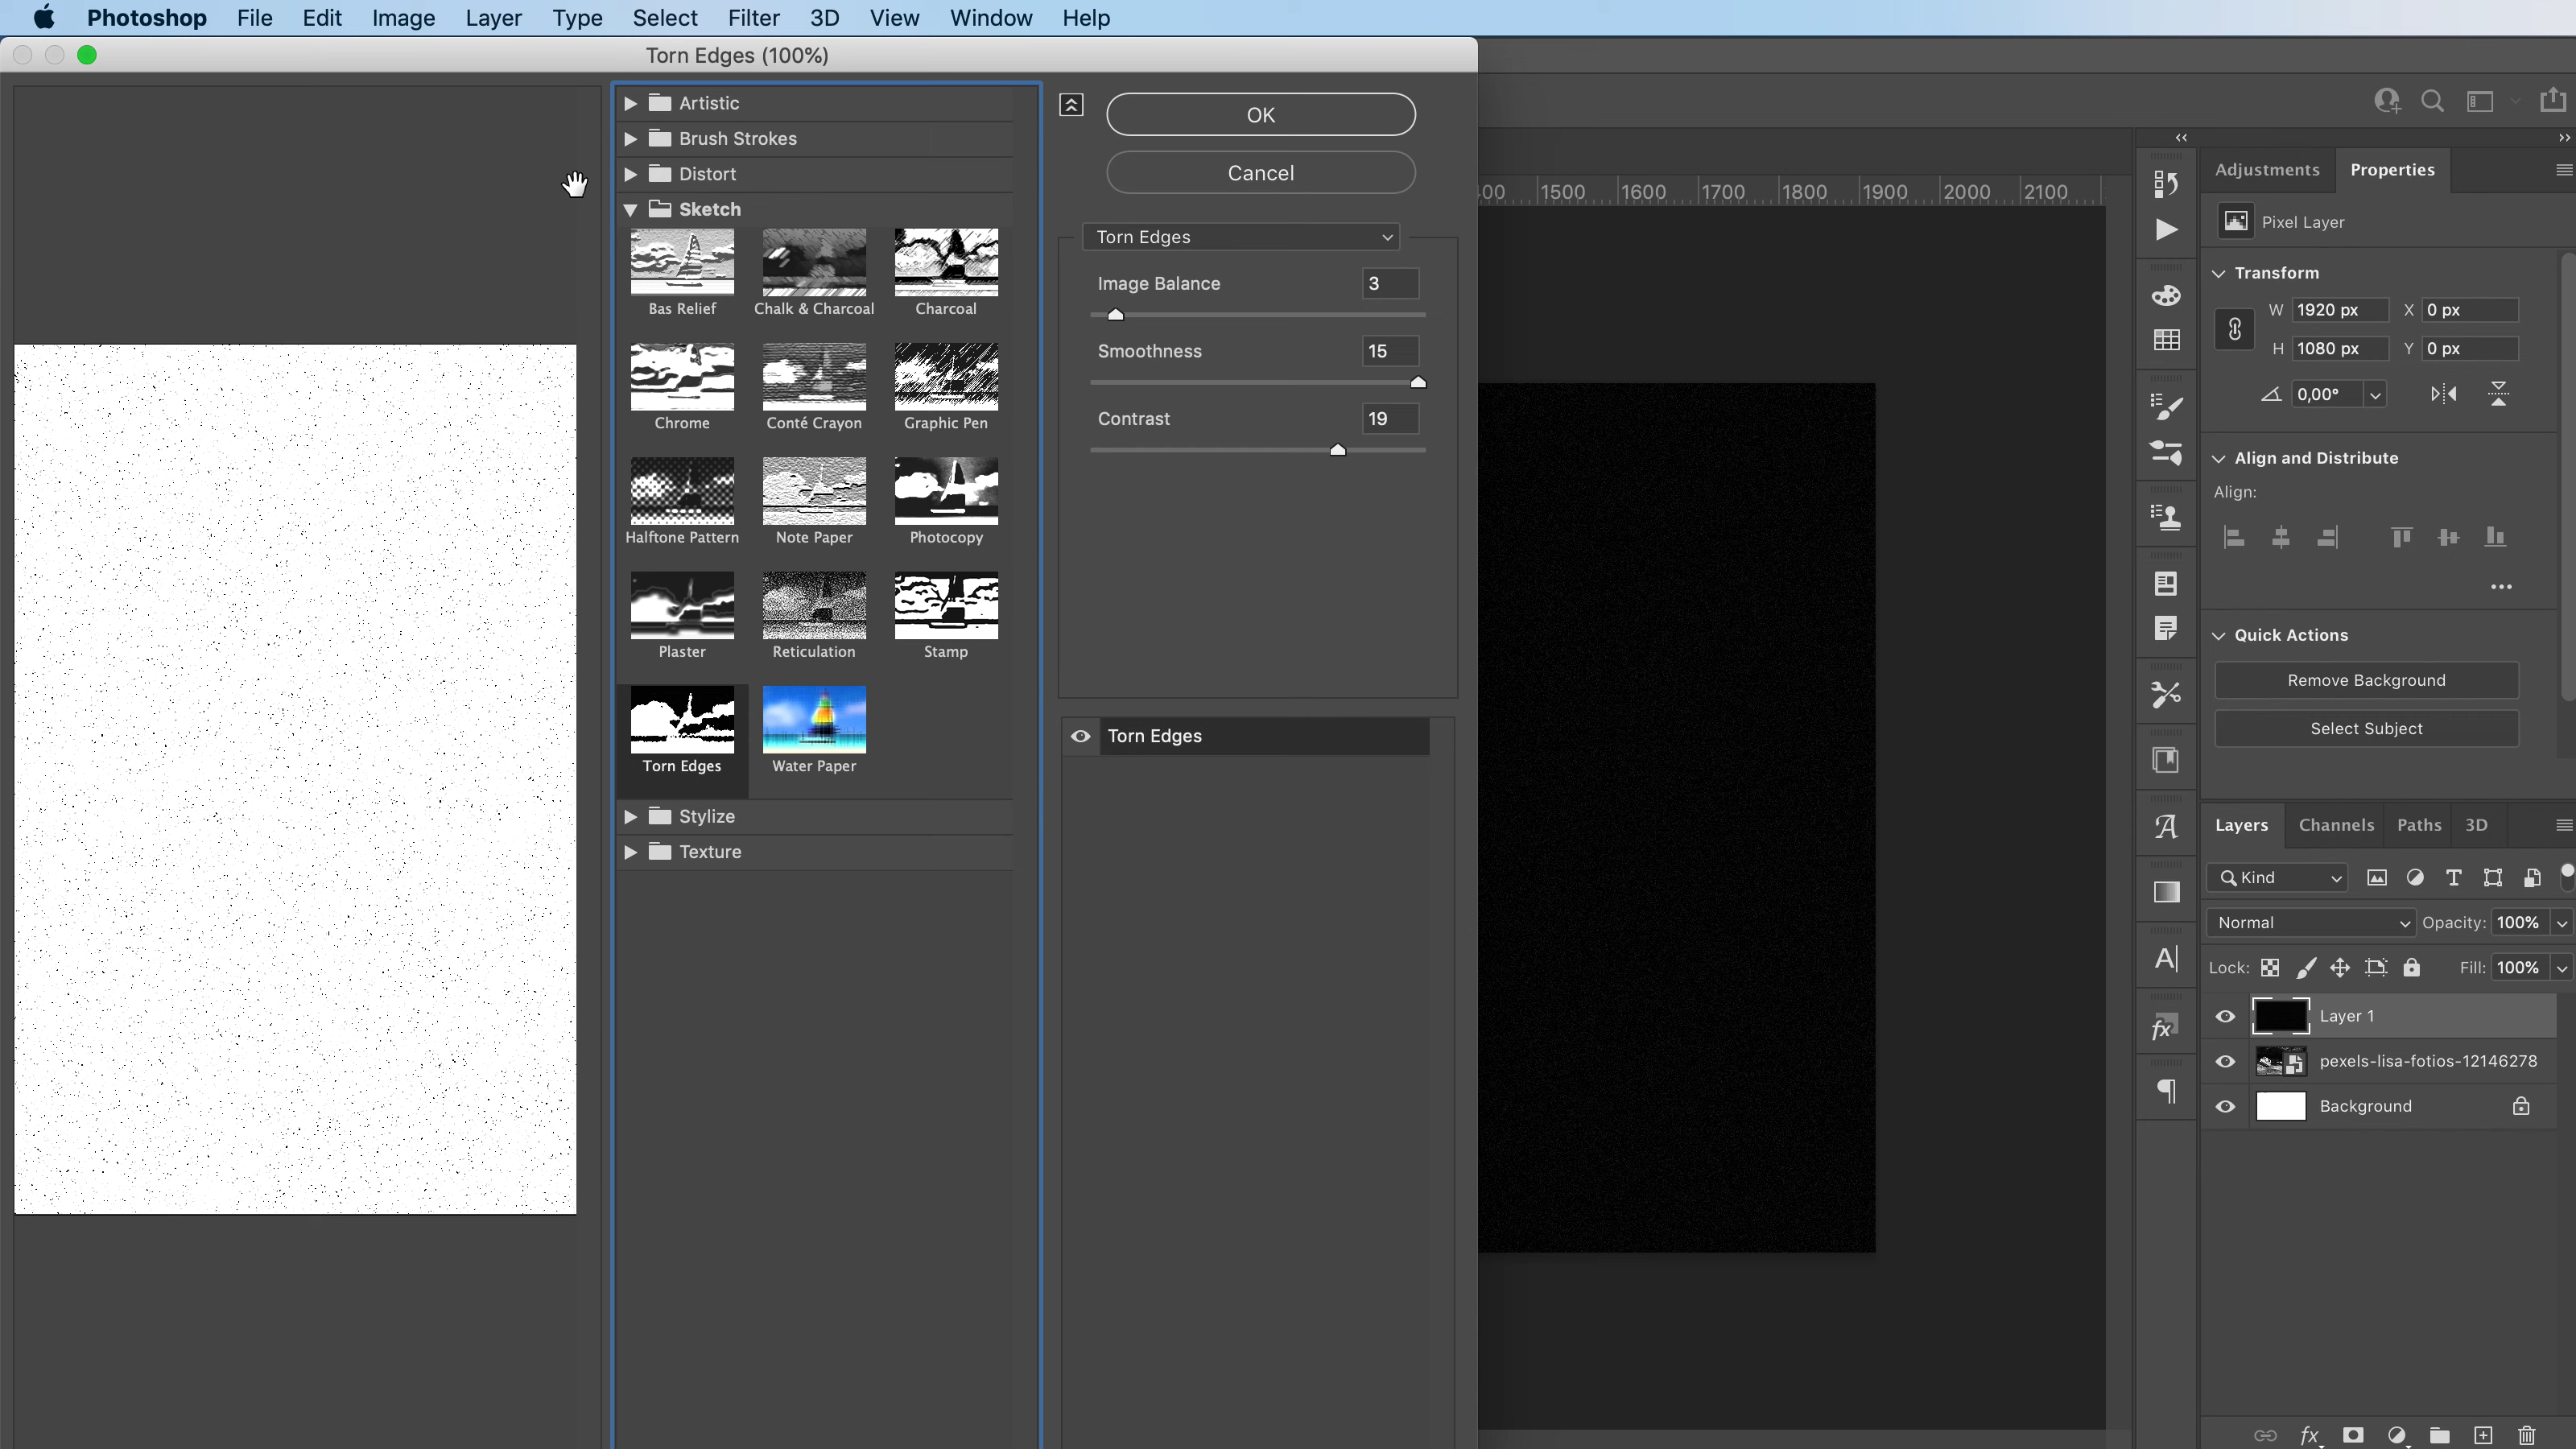 Photoshop File Edit Image Layer Type Select Filter 3D View Window Help
Torn Edges (100%)
Artistic
Brush Strokes
Distort
Sketch
Bas Relief Chalk & Charcoal Charcoal
Chrome Conté Crayon Graphic Pen
Halftone Pattern Note Paper Photocopy
Plaster Reticulation Stamp
Torn Edges Water Paper
Stylize
Texture
OK
Cancel
Torn Edges
Image Balance 3
Smoothness 15
Contrast 19
Torn Edges
1500 1600 1700 1800 1900 2000 2100
Adjustments Properties
Pixel Layer
Transform
W 1920 px X 0 px
H 1080 px Y 0 px
0,00°
Align and Distribute
Align:
Quick Actions
Remove Background
Select Subject
Layers Channels Paths 3D
Kind
Normal Opacity: 100%
Lock: Fill: 100%
Layer 1
pexels-lisa-fotios-12146278
Background